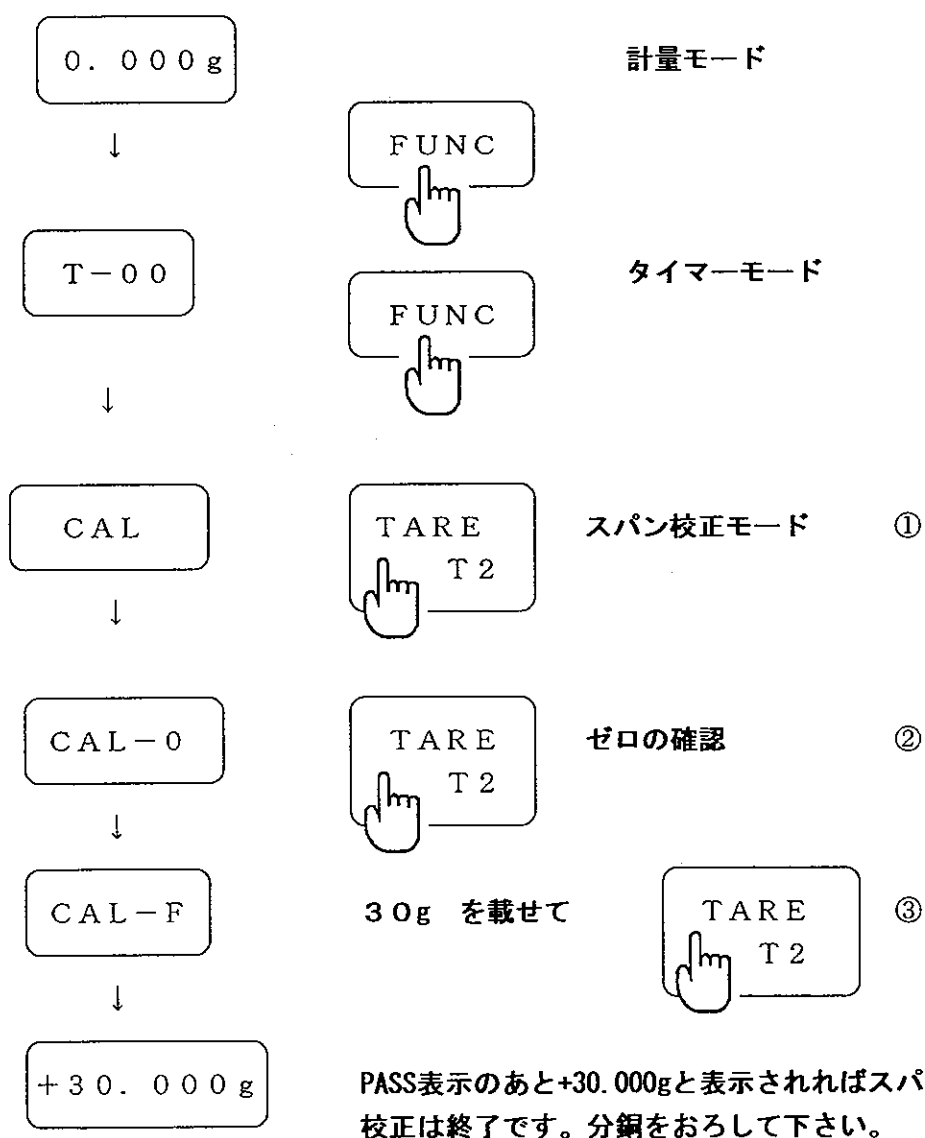 0.000g 計量モード
↓
FUNC
T-00 タイマーモード
FUNC
↓
CAL TARE スパン校正モード ①
T2
↓
CAL-0 TARE ゼロの確認 ②
T2
↓
CAL-F 30g を載せて TARE ③
T2
↓
+30.000g PASS表示のあと+30.000gと表示されればスパ
校正は終了です。分銅をおろして下さい。